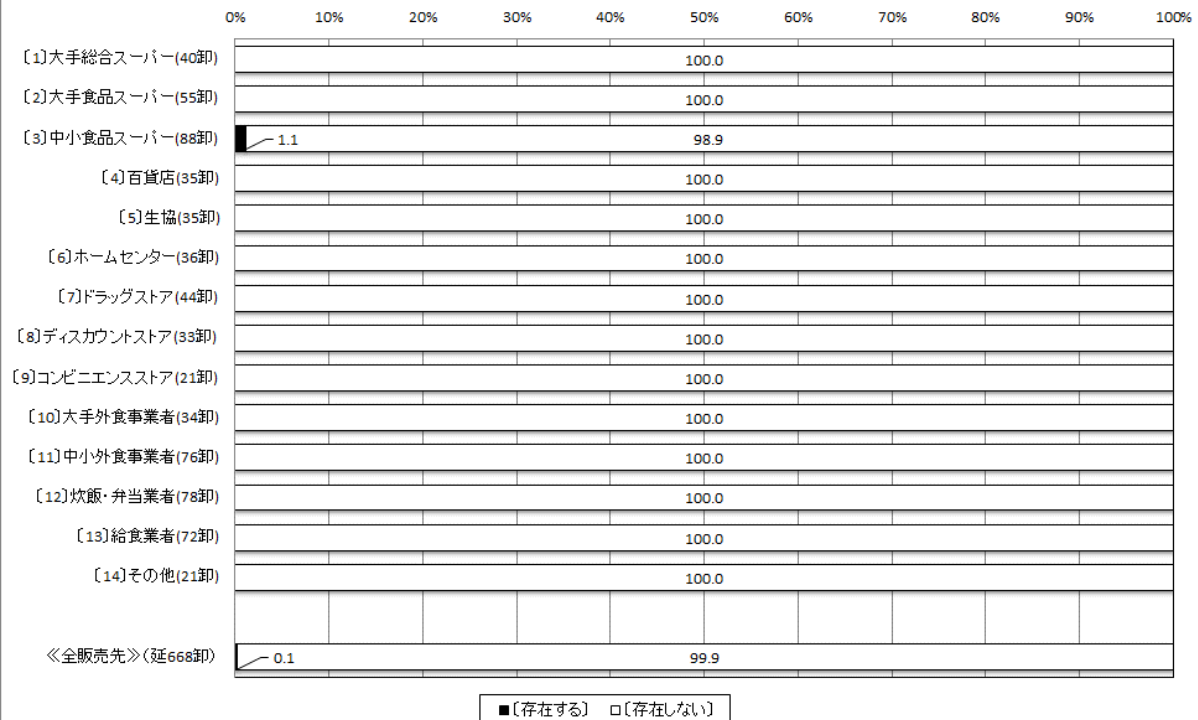 0% 10% 20% 30% 40% 50% 60% 70% 80% 90% 100%
〔1〕大手総合スーパー(40卸) 100.0
〔2〕大手食品スーパー(55卸) 100.0
〔3〕中小食品スーパー(88卸) 1.1 98.9
〔4〕百貨店(35卸) 100.0
〔5〕生協(35卸) 100.0
〔6〕ホームセンター(36卸) 100.0
〔7〕ドラッグストア(44卸) 100.0
〔8〕ディスカウントストア(33卸) 100.0
〔9〕コンビニエンスストア(21卸) 100.0
〔10〕大手外食事業者(34卸) 100.0
〔11〕中小外食事業者(76卸) 100.0
〔12〕炊飯・弁当業者(78卸) 100.0
〔13〕給食業者(72卸) 100.0
〔14〕その他(21卸) 100.0
≪全販売先≫(延668卸) 0.1 99.9
■〔存在する〕 □〔存在しない〕